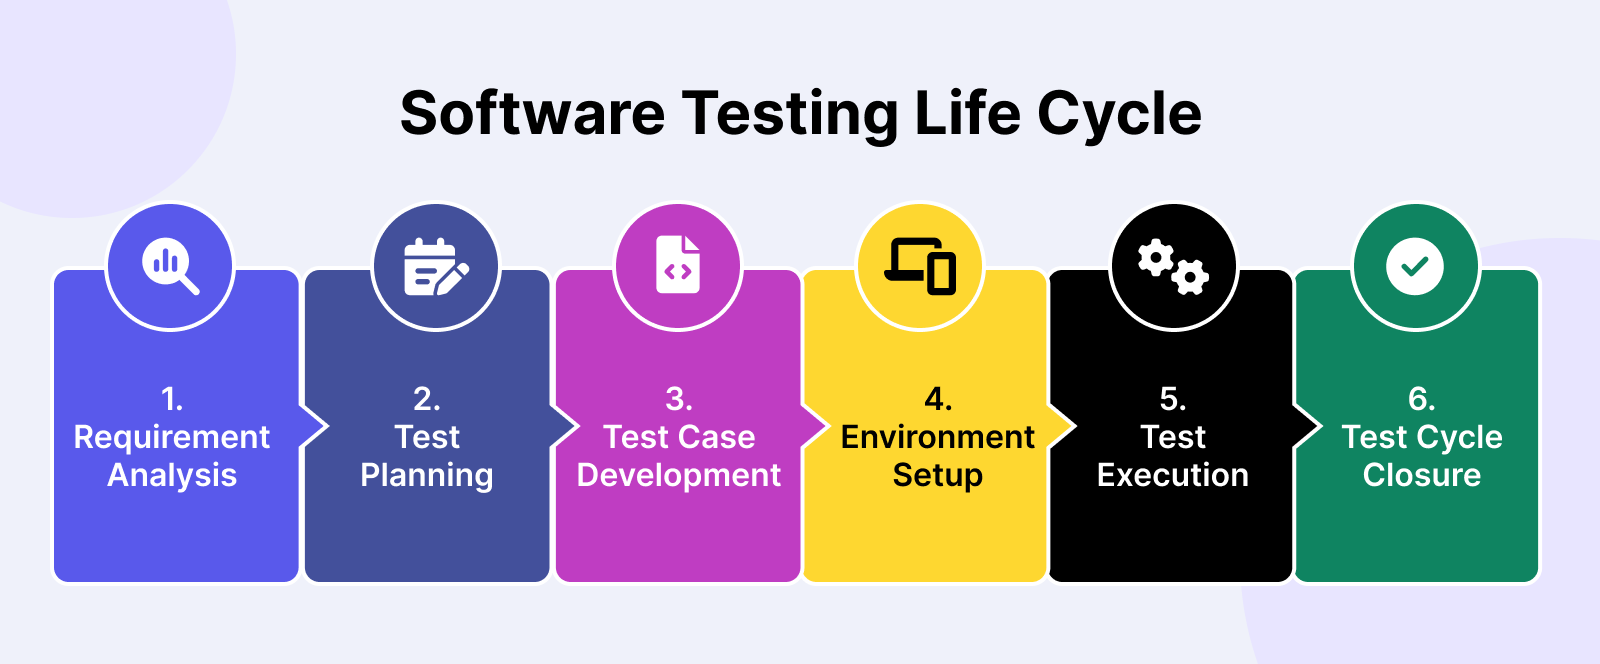 Software Testing Life Cycle
1.
Requirement
Analysis
2.
Test
Planning
3.
Test Case
Development
4.
Environment
Setup
5.
Test
Execution
6.
Test Cycle
Closure